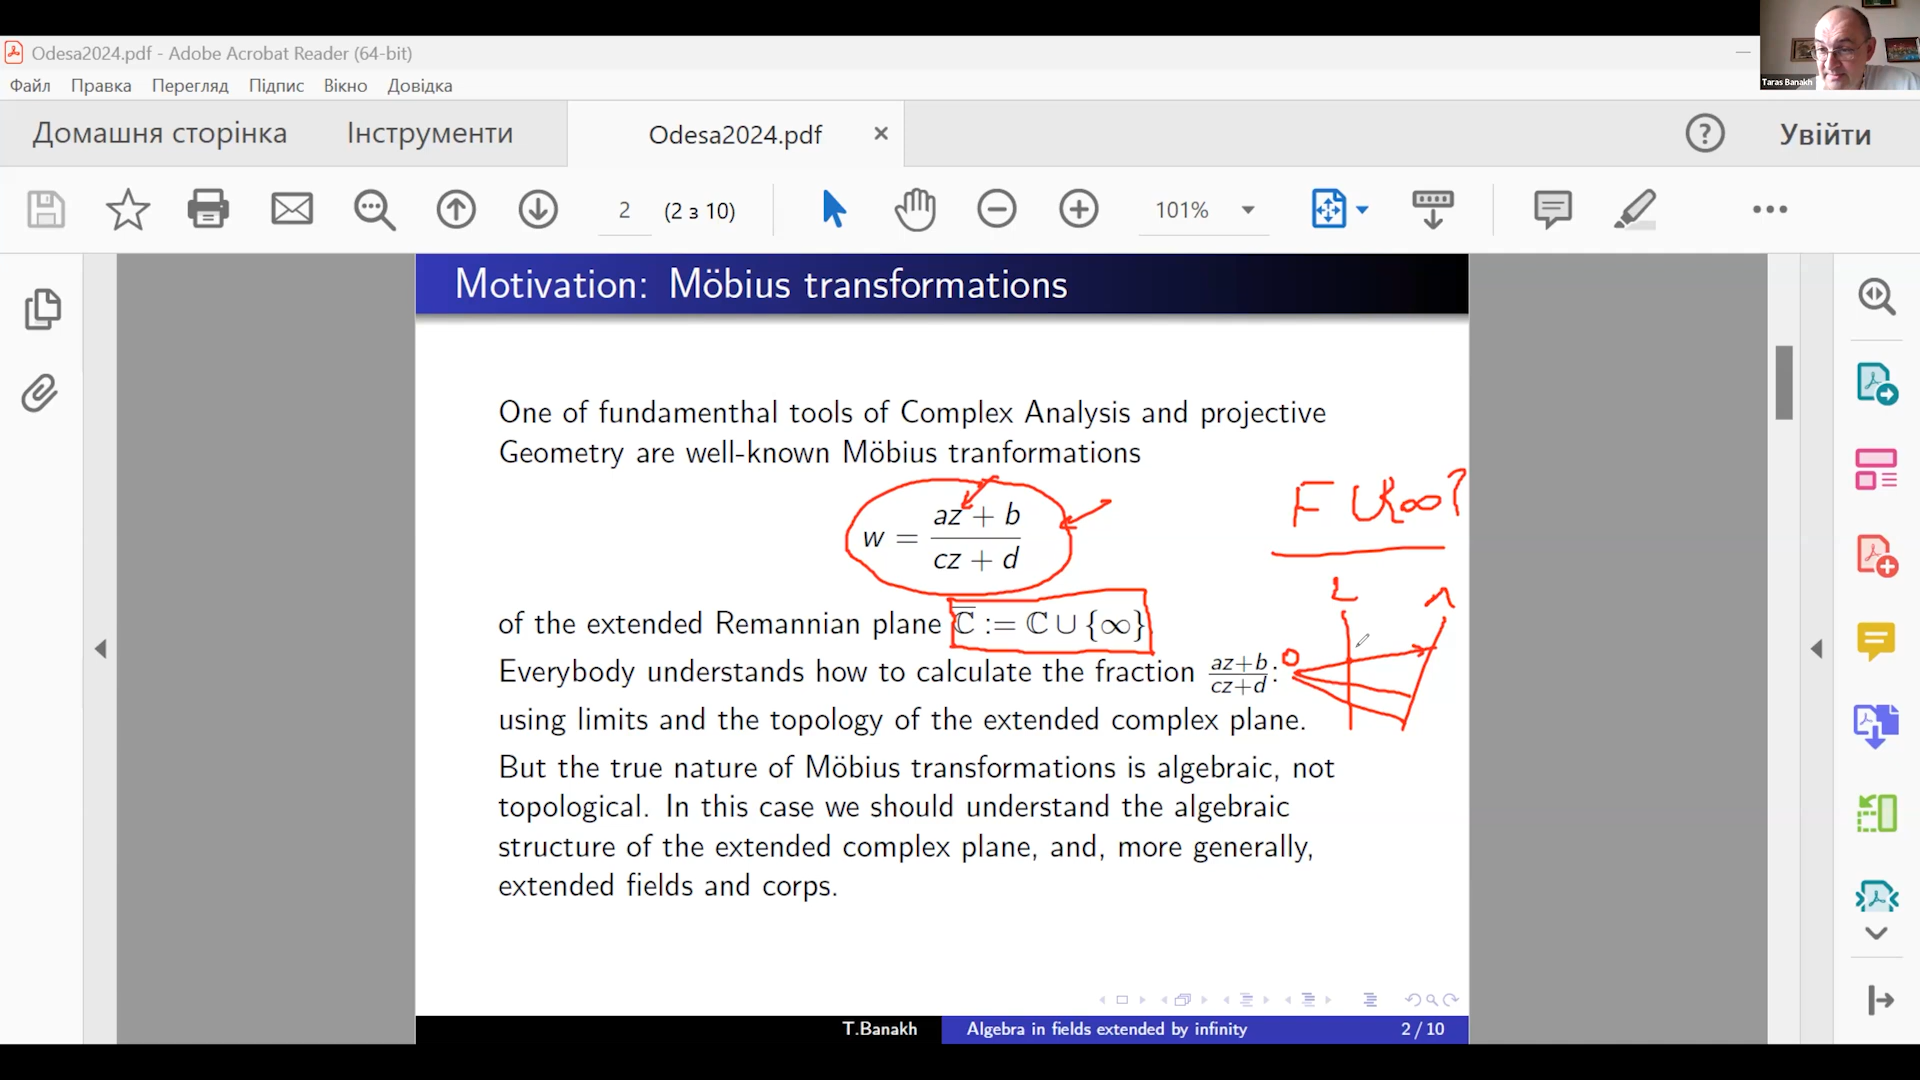 Odesa2024.pdf - Adobe Acrobat Reader (64-bit)
Taras Banakh
Файл Правка Перегляд Підпис Вікно Довідка
Домашня сторінка Інструменти Odesa2024.pdf × ? Увійти
2 (2 з 10) 101%
Motivation: Möbius transformations
One of fundamenthal tools of Complex Analysis and projective
Geometry are well-known Möbius tranformations
w = \frac{az + b}{cz + d}
F ∪ {∞}
of the extended Remannian plane \overline{ℂ} := ℂ ∪ {∞}
L Λ
O
Everybody understands how to calculate the fraction \frac{az+b}{cz+d}:
using limits and the topology of the extended complex plane.
But the true nature of Möbius transformations is algebraic, not
topological. In this case we should understand the algebraic
structure of the extended complex plane, and, more generally,
extended fields and corps.
T.Banakh Algebra in fields extended by infinity 2 / 10